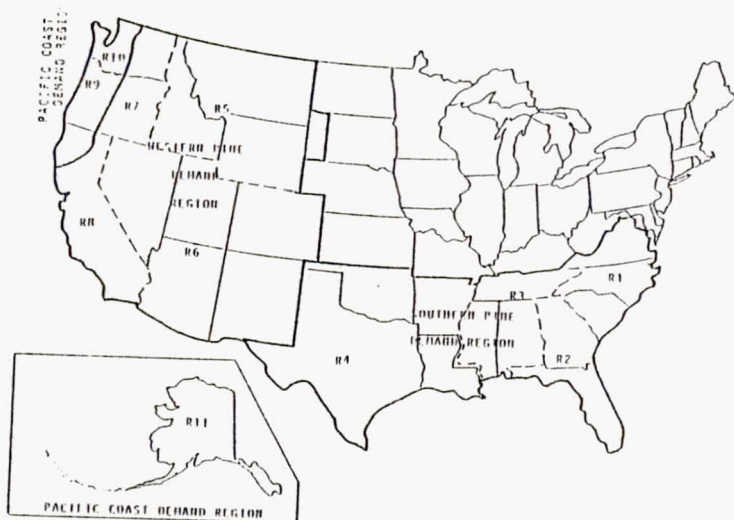 PACIFIC COAST
DEMAND REGION
R10
R9
R7
R5
WESTERN PINE
DEMAND
REGION
R8
R6
R1
R3
SOUTHERN PINE
DEMAND REGION
R2
R4
R11
PACIFIC COAST DEMAND REGION